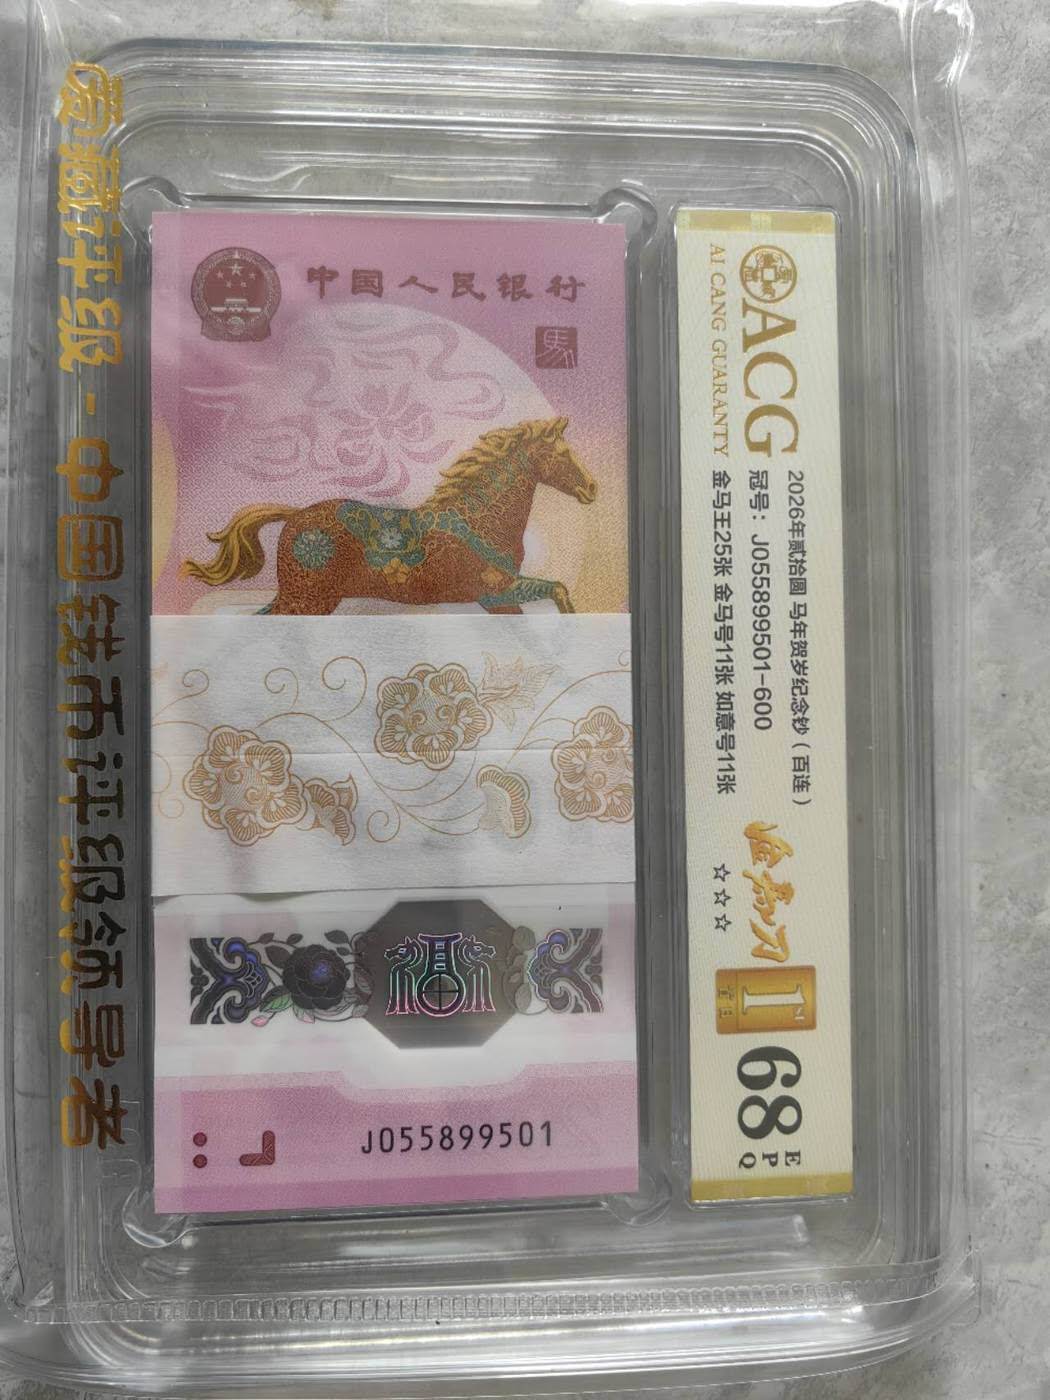 爱藏评级-中国钱币评级领导者
中国人民银行
馬
J055899501
ACG
AI CANG GUARANTY
2026年贰拾圆 马年贺岁纪念钞（百连）
冠号：J055899501-600
金马王25张 金马号11张 如意号11张
☆☆☆
1
68
EPQ